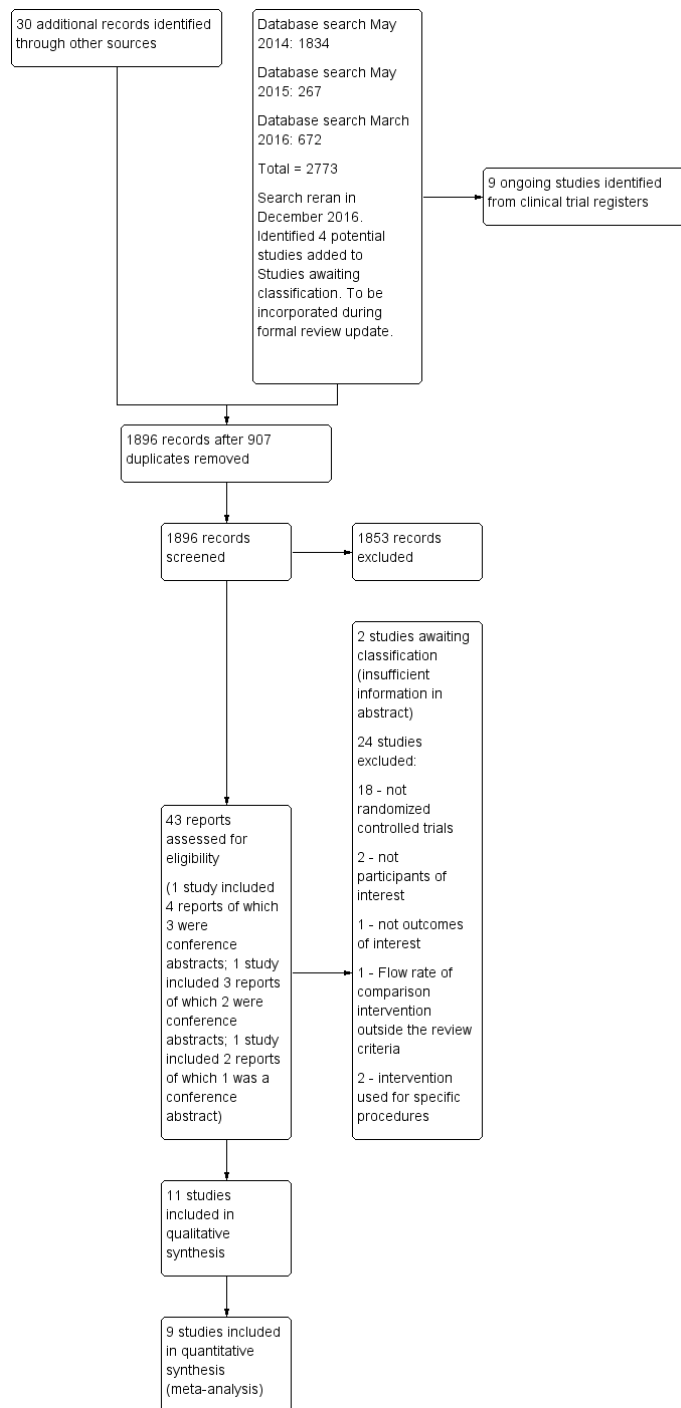 30 additional records identified
through other sources
Database search May
2014: 1834
Database search May
2015: 267
Database search March
2016: 672
Total = 2773
Search reran in
December 2016.
Identified 4 potential
studies added to
Studies awaiting
classification. To be
incorporated during
formal review update.
9 ongoing studies identified
from clinical trial registers
1896 records after 907
duplicates removed
1896 records
screened
1853 records
excluded
43 reports
assessed for
eligibility
(1 study included
4 reports of which
3 were
conference
abstracts; 1 study
included 3 reports
of which 2 were
conference
abstracts; 1 study
included 2 reports
of which 1 was a
conference
abstract)
2 studies awaiting
classification
(insufficient
information in
abstract)
24 studies
excluded:
18 - not
randomized
controlled trials
2 - not
participants of
interest
1 - not outcomes
of interest
1 - Flow rate of
comparison
intervention
outside the review
criteria
2 - intervention
used for specific
procedures
11 studies
included in
qualitative
synthesis
9 studies included
in quantitative
synthesis
(meta-analysis)